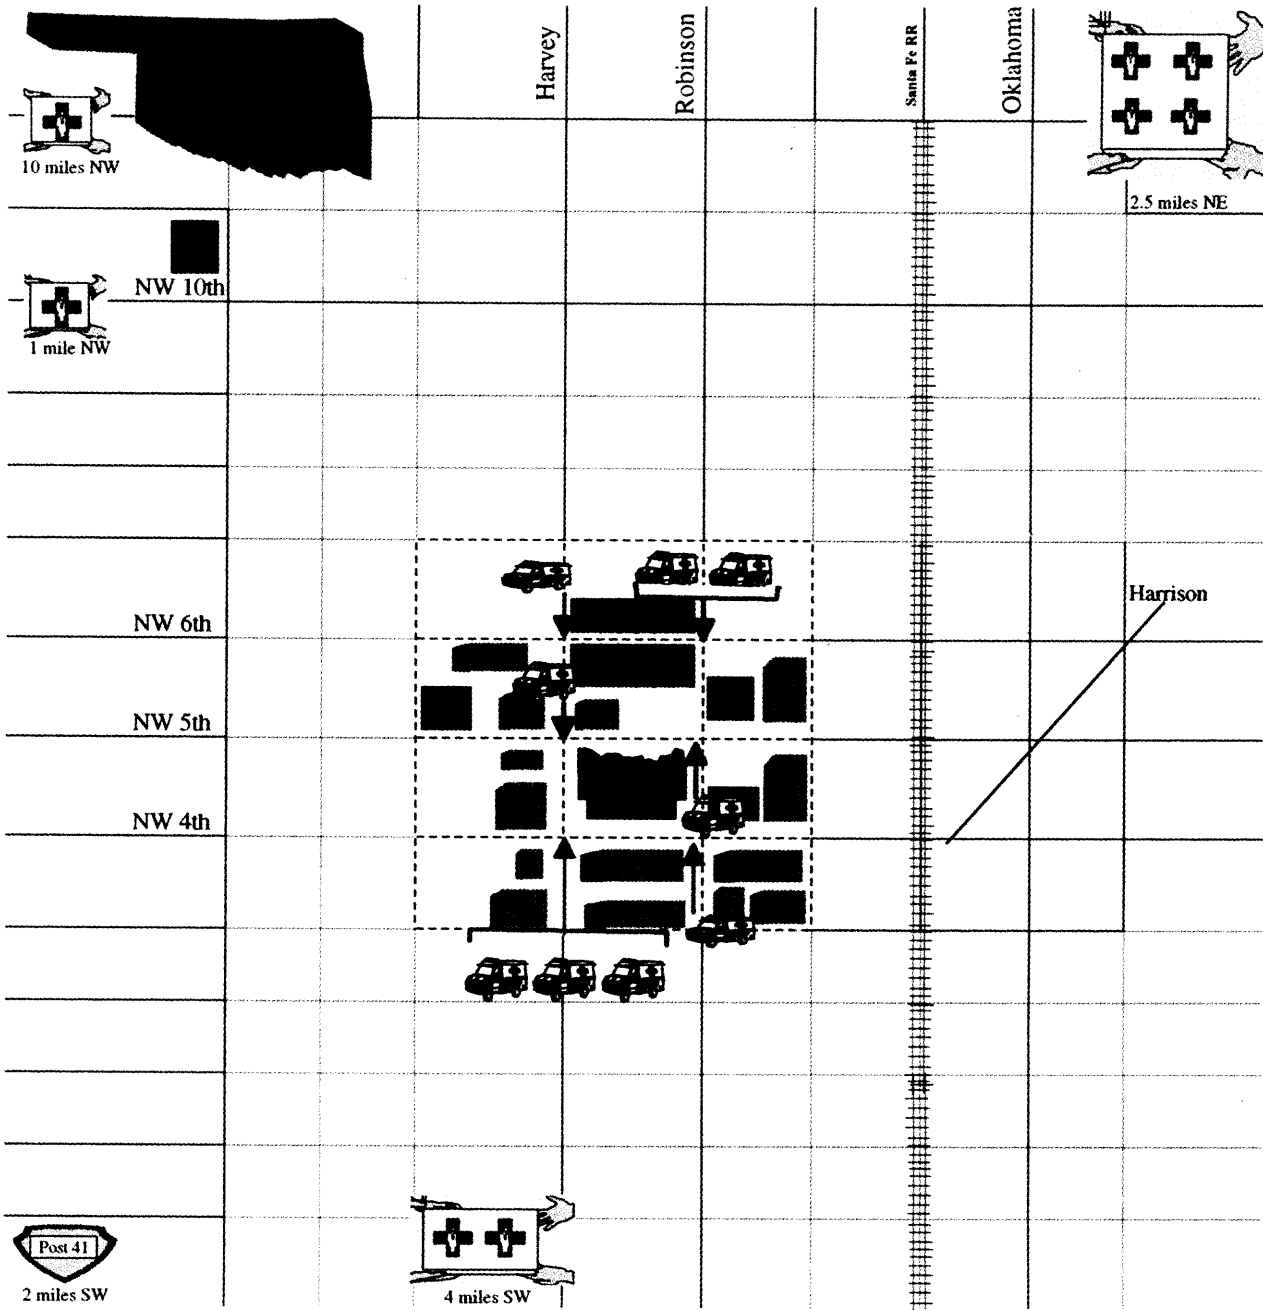 Harvey
Robinson
Santa Fe RR
Oklahoma
10 miles NW
2.5 miles NE
NW 10th
1 mile NW
Harrison
NW 6th
NW 5th
NW 4th
Post 41
2 miles SW
4 miles SW